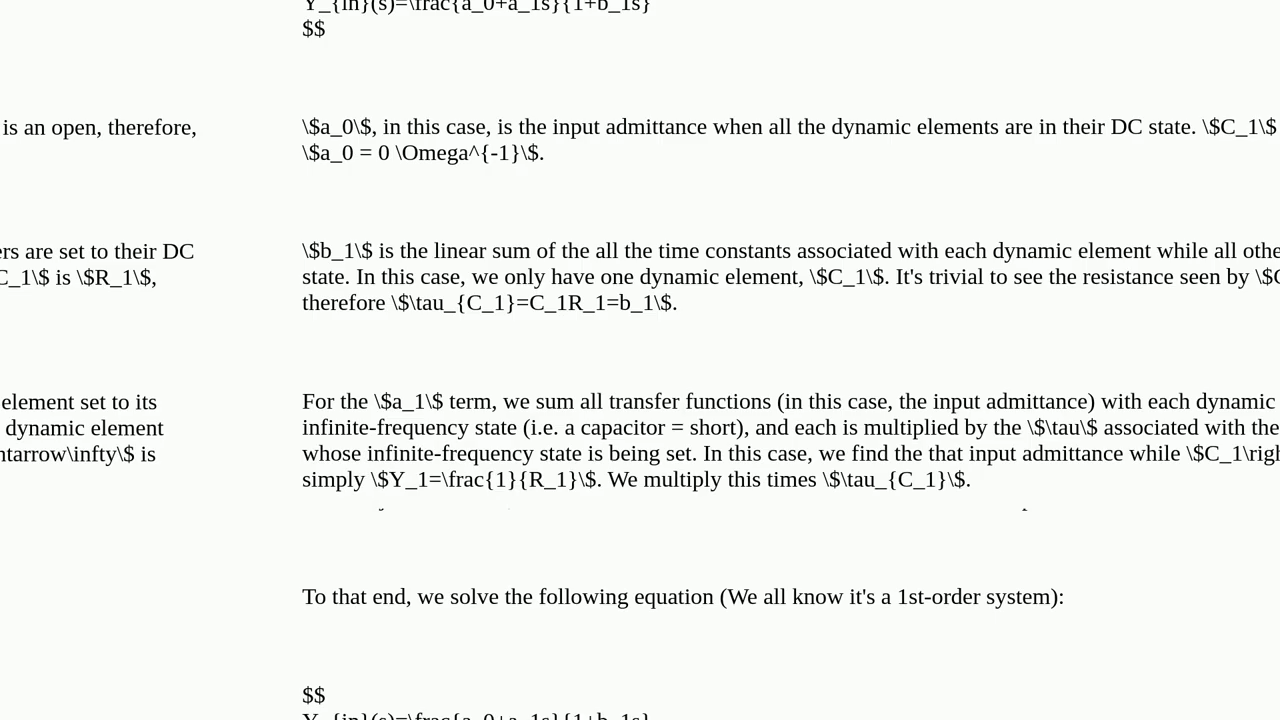 Y_{in}(s)=\frac{a_0+a_1s}{1+b_1s}
$$
is an open, therefore,
\$a_0\$, in this case, is the input admittance when all the dynamic elements are in their DC state. \$C_1\$
\$a_0 = 0 \Omega^{-1}\$.
ers are set to their DC
C_1\$ is \$R_1\$,
\$b_1\$ is the linear sum of the all the time constants associated with each dynamic element while all othe
state. In this case, we only have one dynamic element, \$C_1\$. It's trivial to see the resistance seen by \$C
therefore \$\tau_{C_1}=C_1R_1=b_1\$.
element set to its
dynamic element
ntarrow\infty\$ is
For the \$a_1\$ term, we sum all transfer functions (in this case, the input admittance) with each dynamic
infinite-frequency state (i.e. a capacitor = short), and each is multiplied by the \$\tau\$ associated with the
whose infinite-frequency state is being set. In this case, we find the that input admittance while \$C_1\righ
simply \$Y_1=\frac{1}{R_1}\$. We multiply this times \$\tau_{C_1}\$.
To that end, we solve the following equation (We all know it's a 1st-order system):
$$
Y_{in}(s)=\frac{a_0+a_1s}{1+b_1s}